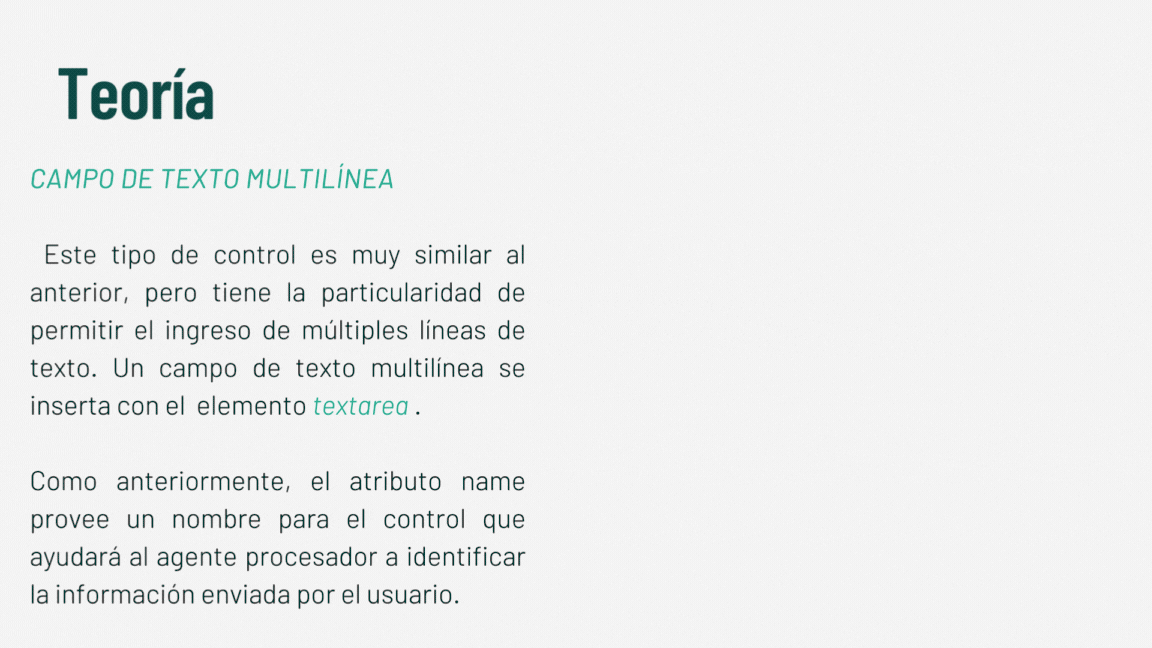 Teoría
CAMPO DE TEXTO MULTILÍNEA
Este tipo de control es muy similar al
anterior, pero tiene la particularidad de
permitir el ingreso de múltiples líneas de
texto. Un campo de texto multilínea se
inserta con el elemento textarea .
Como anteriormente, el atributo name
provee un nombre para el control que
ayudará al agente procesador a identificar
la información enviada por el usuario.